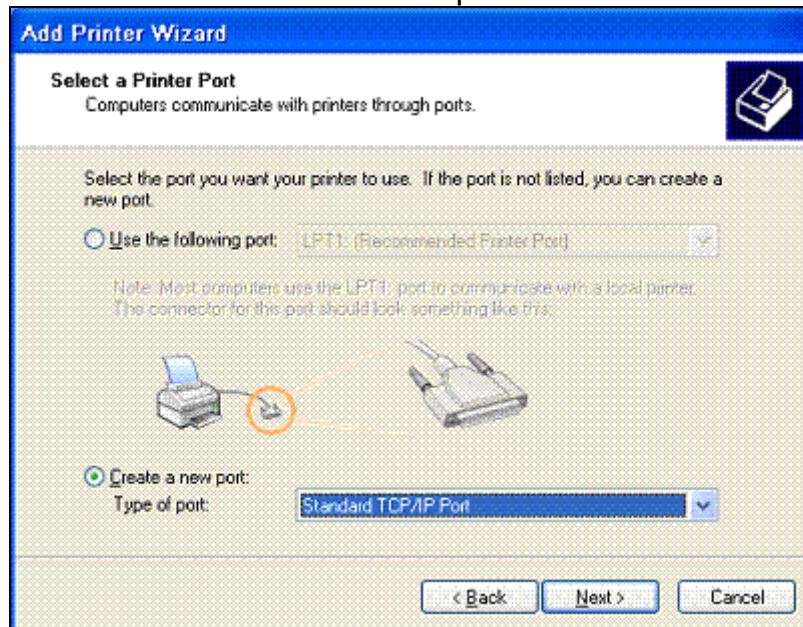 Add Printer Wizard
Select a Printer Port
Computers communicate with printers through ports.
Select the port you want your printer to use. If the port is not listed, you can create a
new port.
Use the following port: LPT1: (Recommended Printer Port)
Note: Most computers use the LPT1: port to communicate with a local printer.
The connector for this port should look something like this:
Create a new port:
Type of port: Standard TCP/IP Port
< Back Next > Cancel